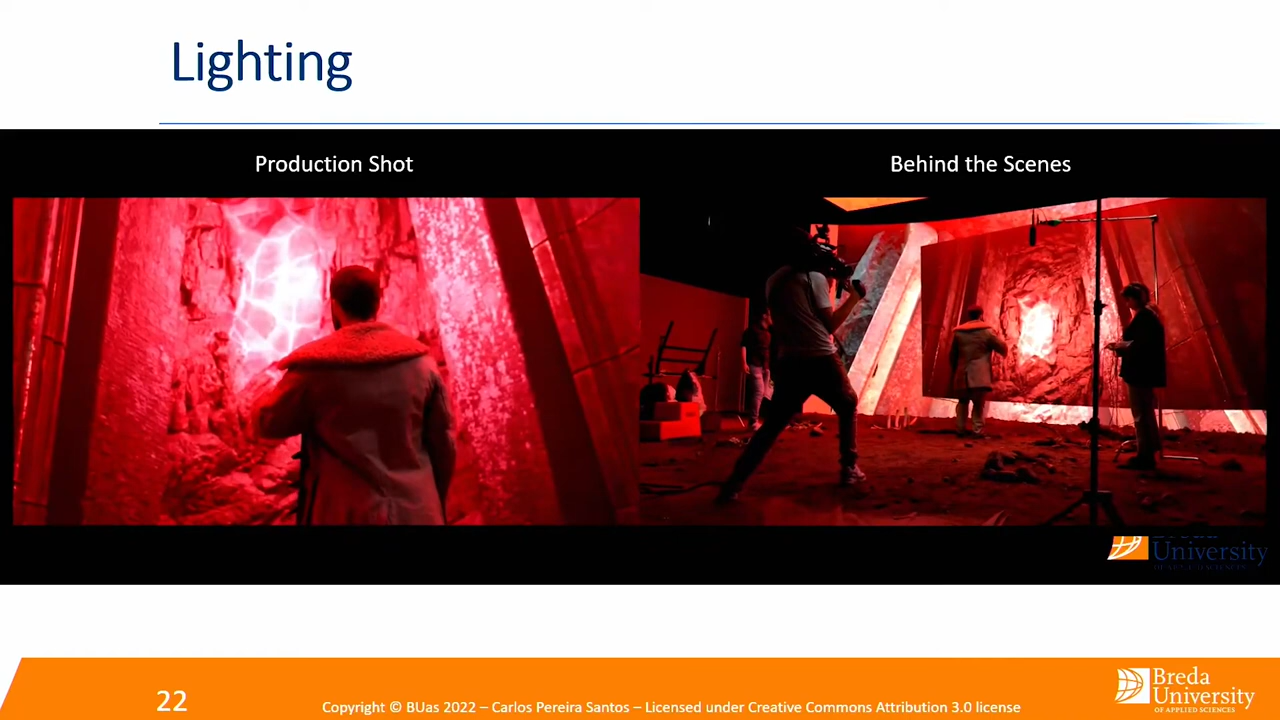 Lighting
Production Shot
Behind the Scenes
Breda
University
22
Copyright © BUas 2022 – Carlos Pereira Santos – Licensed under Creative Commons Attribution 3.0 license
Breda
University
OF APPLIED SCIENCES